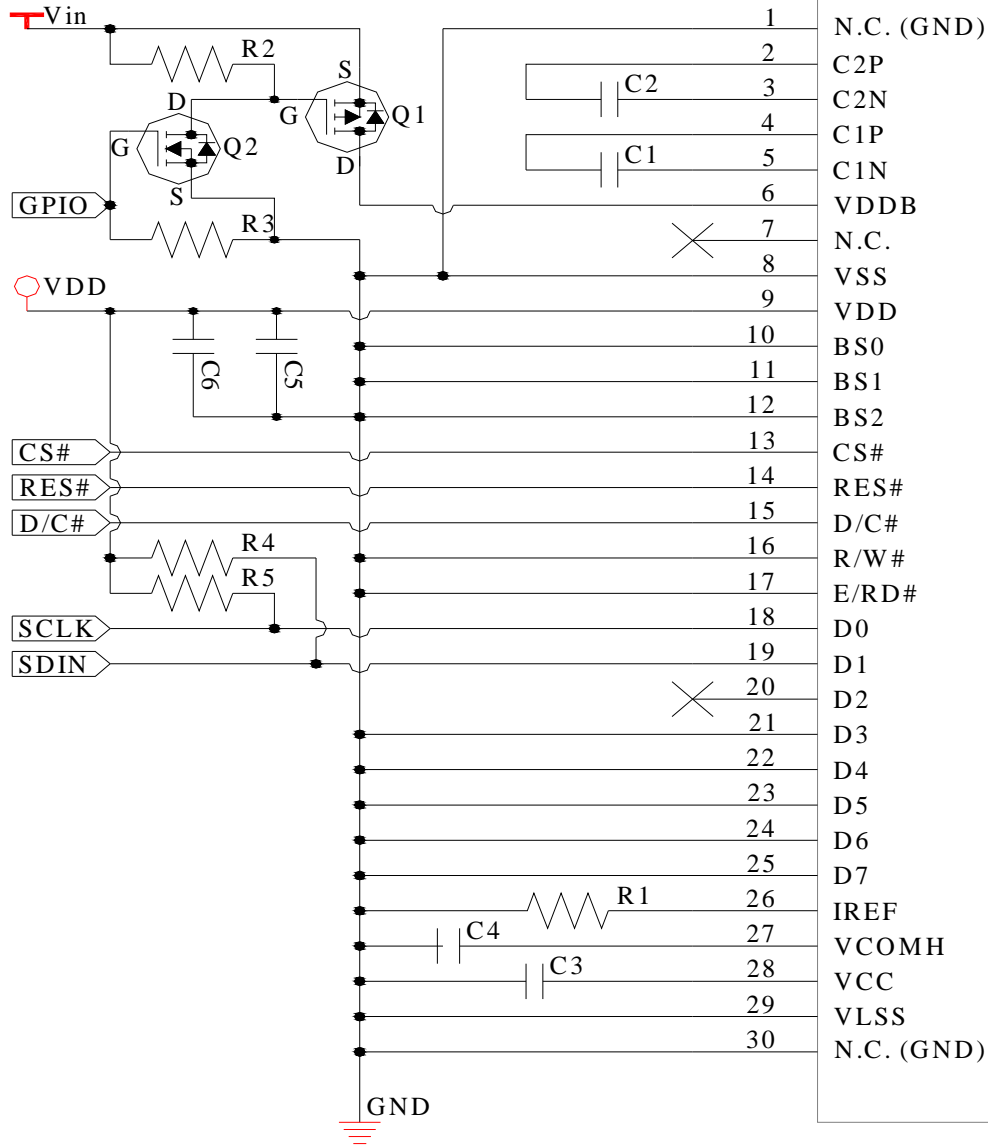 Vin
1 N.C. (GND)
R2
2 C2P
S
C2
3 C2N
D
G
Q1
4 C1P
G
Q2
C1
5 C1N
D
S
GPIO
6 VDDB
R3
7 N.C.
8 VSS
VDD
9 VDD
10 BS0
C6
C5
11 BS1
12 BS2
CS#
13 CS#
RES#
14 RES#
D/C#
15 D/C#
R4
16 R/W#
R5
17 E/RD#
SCLK
18 D0
SDIN
19 D1
20 D2
21 D3
22 D4
23 D5
24 D6
25 D7
R1
26 IREF
C4
27 VCOMH
C3
28 VCC
29 VLSS
30 N.C. (GND)
GND